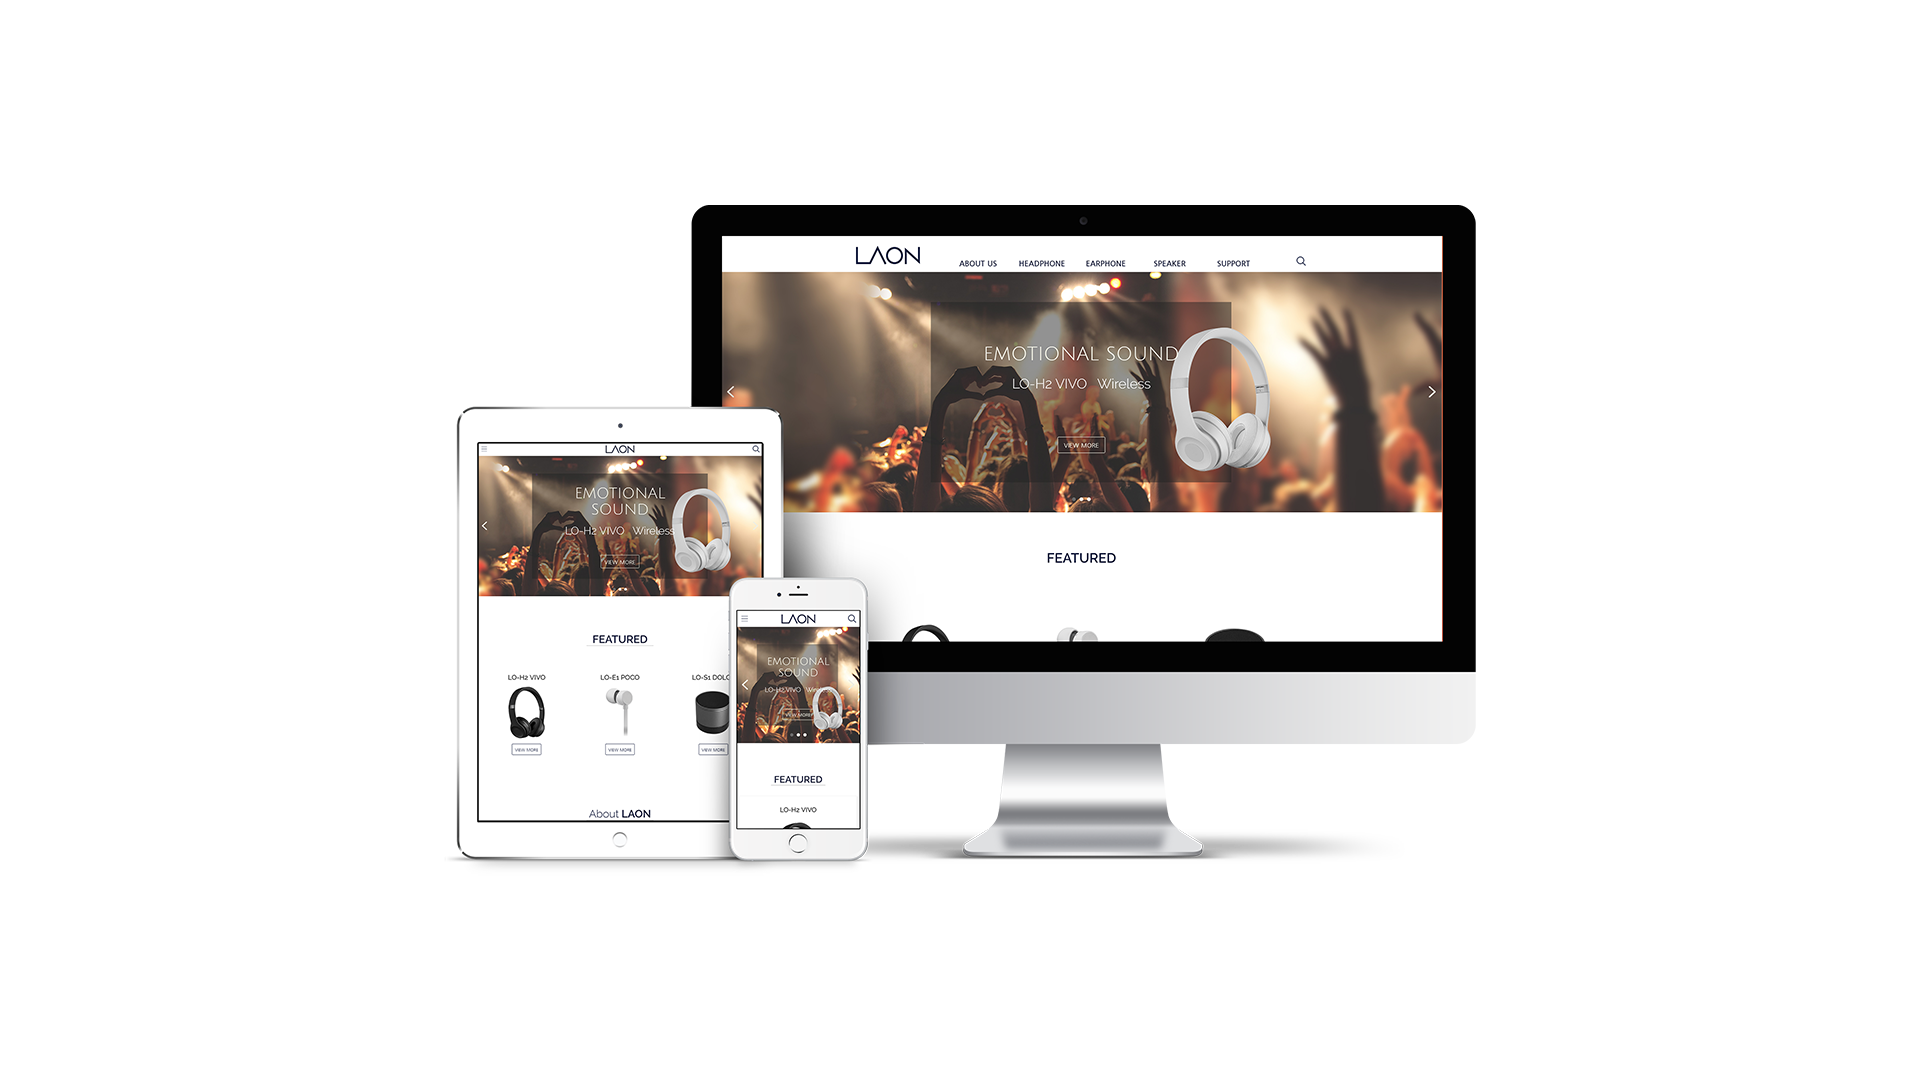 LAON
ABOUT US HEADPHONE EARPHONE SPEAKER SUPPORT
EMOTIONAL SOUND
LO-H2 VIVO Wireless
VIEW MORE
FEATURED
LAON
EMOTIONAL
SOUND
LO-H2 VIVO Wireless
VIEW MORE
FEATURED
LO-H2 VIVO LO-E1 POCO LO-S1 DOLC
VIEW MORE VIEW MORE VIEW MORE
About LAON
LAON
EMOTIONAL
SOUND
LO-H2 VIVO Wireless
VIEW MORE
FEATURED
LO-H2 VIVO